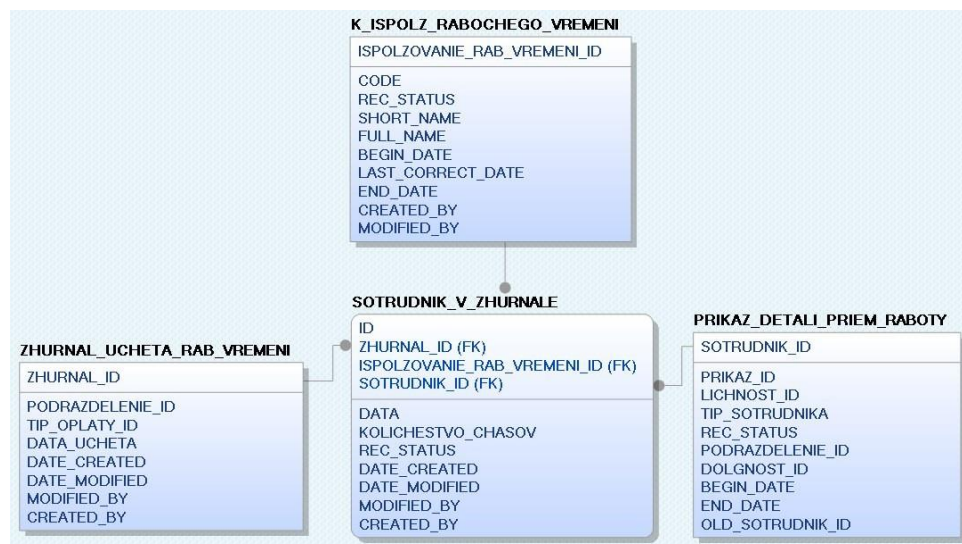 K_ISPOLZ_RABOCHEGO_VREMENI
ISPOLZOVANIE_RAB_VREMENI_ID
CODE
REC_STATUS
SHORT_NAME
FULL_NAME
BEGIN_DATE
LAST_CORRECT_DATE
END_DATE
CREATED_BY
MODIFIED_BY
ZHURNAL_UCHETA_RAB_VREMENI
ZHURNAL_ID
PODRAZDELENIE_ID
TIP_OPLATY_ID
DATA_UCHETA
DATE_CREATED
DATE_MODIFIED
MODIFIED_BY
CREATED_BY
SOTRUDNIK_V_ZHURNALE
ID
ZHURNAL_ID (FK)
ISPOLZOVANIE_RAB_VREMENI_ID (FK)
SOTRUDNIK_ID (FK)
DATA
KOLICHESTVO_CHASOV
REC_STATUS
DATE_CREATED
DATE_MODIFIED
MODIFIED_BY
CREATED_BY
PRIKAZ_DETALI_PRIEM_RABOTY
SOTRUDNIK_ID
PRIKAZ_ID
LICHNOST_ID
TIP_SOTRUDNIKA
REC_STATUS
PODRAZDELENIE_ID
DOLGNOST_ID
BEGIN_DATE
END_DATE
OLD_SOTRUDNIK_ID